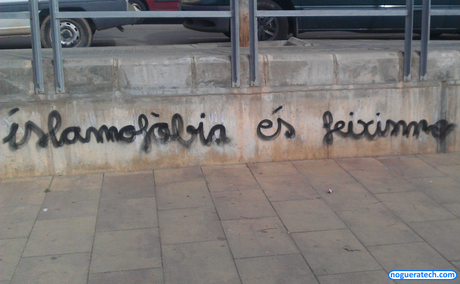 islamofòbia és feixisme
nogueratech.com